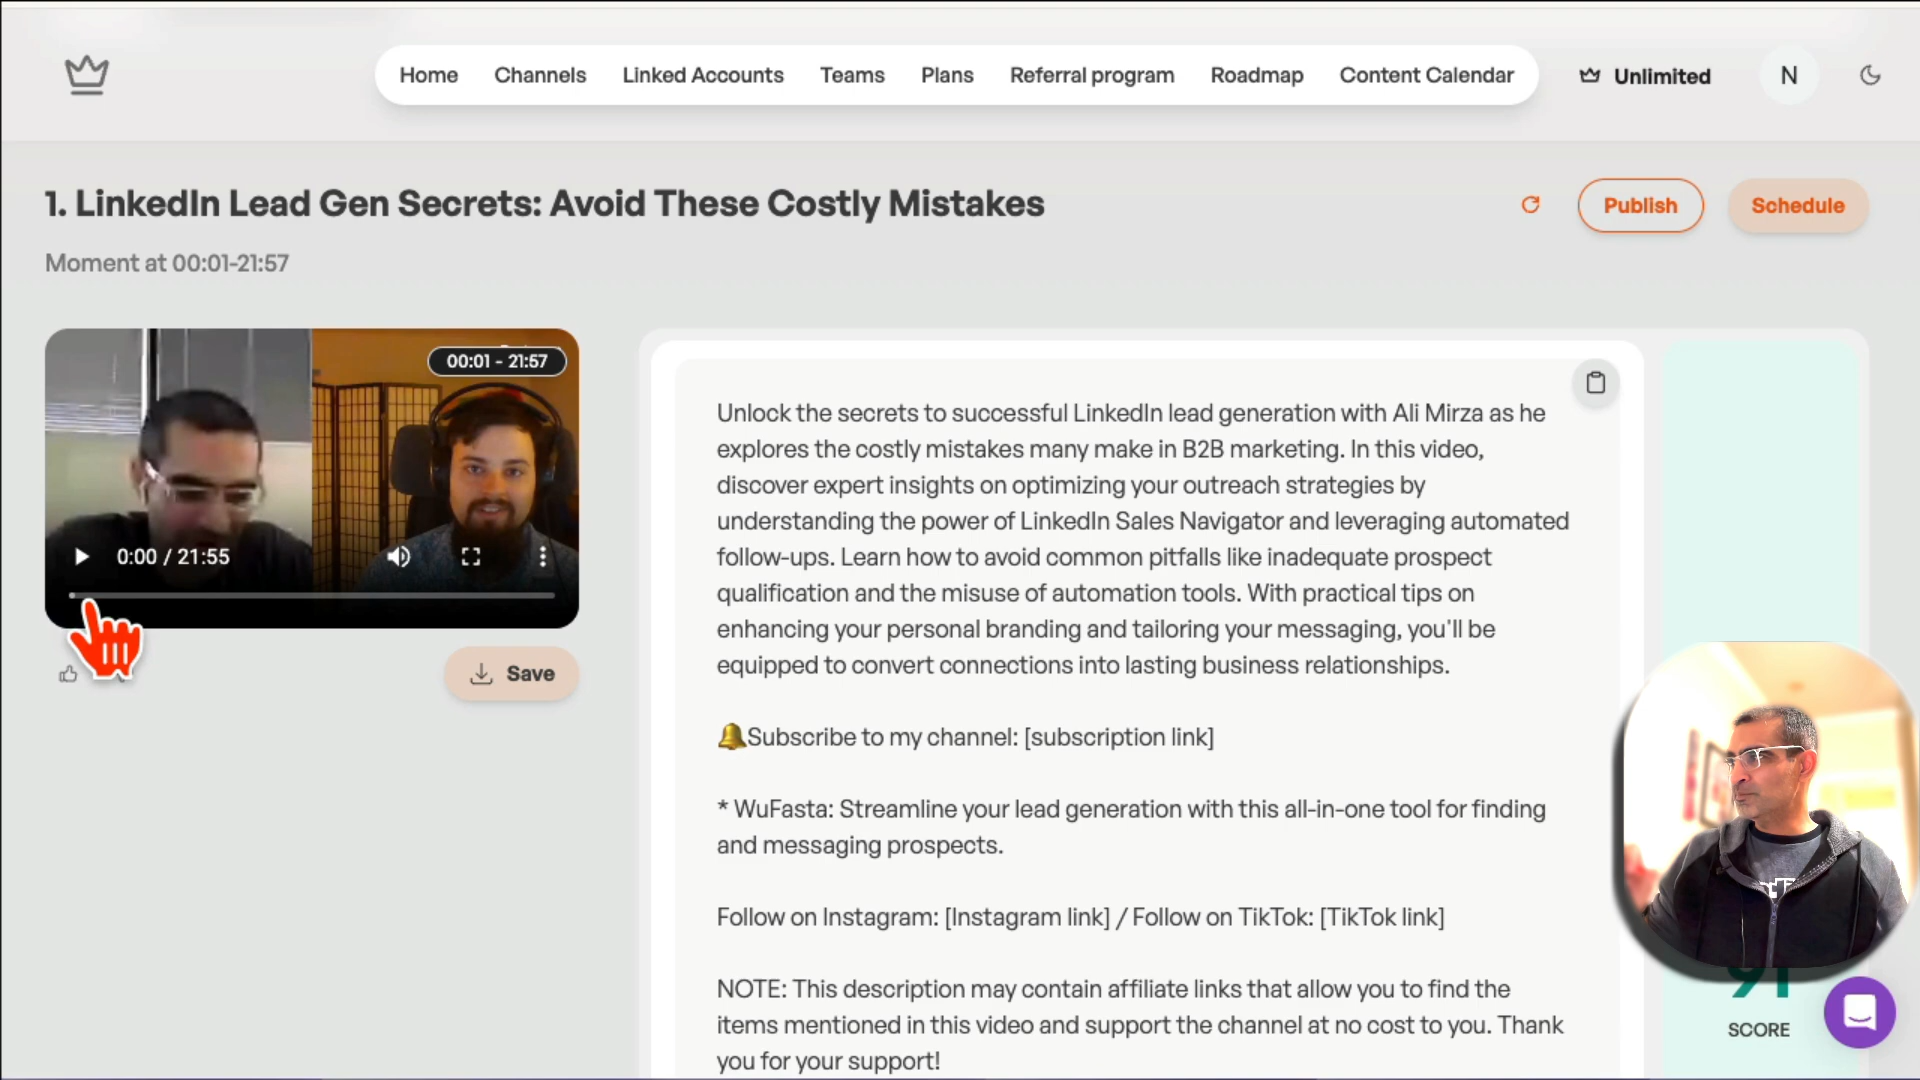 Home Channels Linked Accounts Teams Plans Referral program Roadmap Content Calendar Unlimited N
1. LinkedIn Lead Gen Secrets: Avoid These Costly Mistakes
Publish Schedule
Moment at 00:01-21:57
00:01 - 21:57
0:00 / 21:55
Save
Unlock the secrets to successful LinkedIn lead generation with Ali Mirza as he
explores the costly mistakes many make in B2B marketing. In this video,
discover expert insights on optimizing your outreach strategies by
understanding the power of LinkedIn Sales Navigator and leveraging automated
follow-ups. Learn how to avoid common pitfalls like inadequate prospect
qualification and the misuse of automation tools. With practical tips on
enhancing your personal branding and tailoring your messaging, you'll be
equipped to convert connections into lasting business relationships.
🔔Subscribe to my channel: [subscription link]
* WuFasta: Streamline your lead generation with this all-in-one tool for finding
and messaging prospects.
Follow on Instagram: [Instagram link] / Follow on TikTok: [TikTok link]
NOTE: This description may contain affiliate links that allow you to find the
items mentioned in this video and support the channel at no cost to you. Thank
you for your support!
91
SCORE